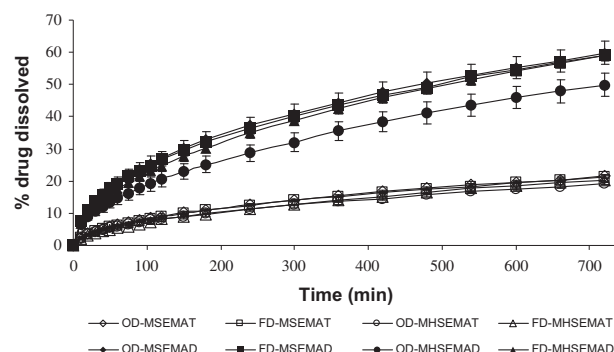 % drug dissolved
70
60
50
40
30
20
10
0
0 100 200 300 400 500 600 700
Time (min)
OD-MSEMAT FD-MSEMAT OD-MHSEMAT FD-MHSEMAT
OD-MSEMAD FD-MSEMAD OD-MHSEMAD FD-MHSEMAD